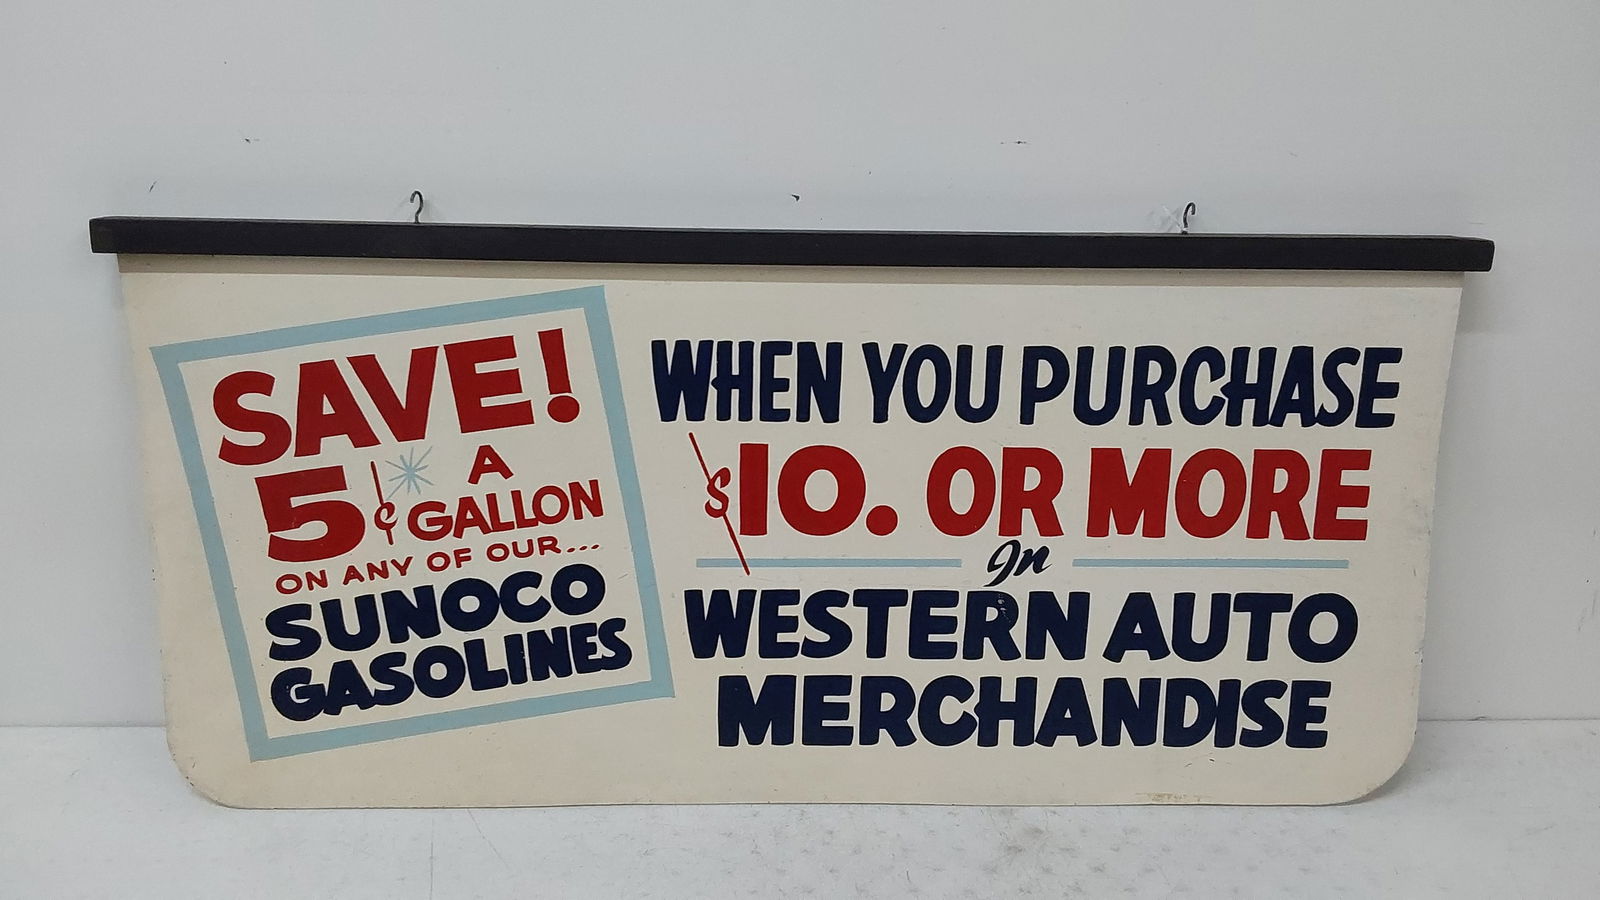 SAVE!
5¢ A GALLON
ON ANY OF OUR...
SUNOCO
GASOLINES
WHEN YOU PURCHASE
$10. OR MORE
In
WESTERN AUTO
MERCHANDISE